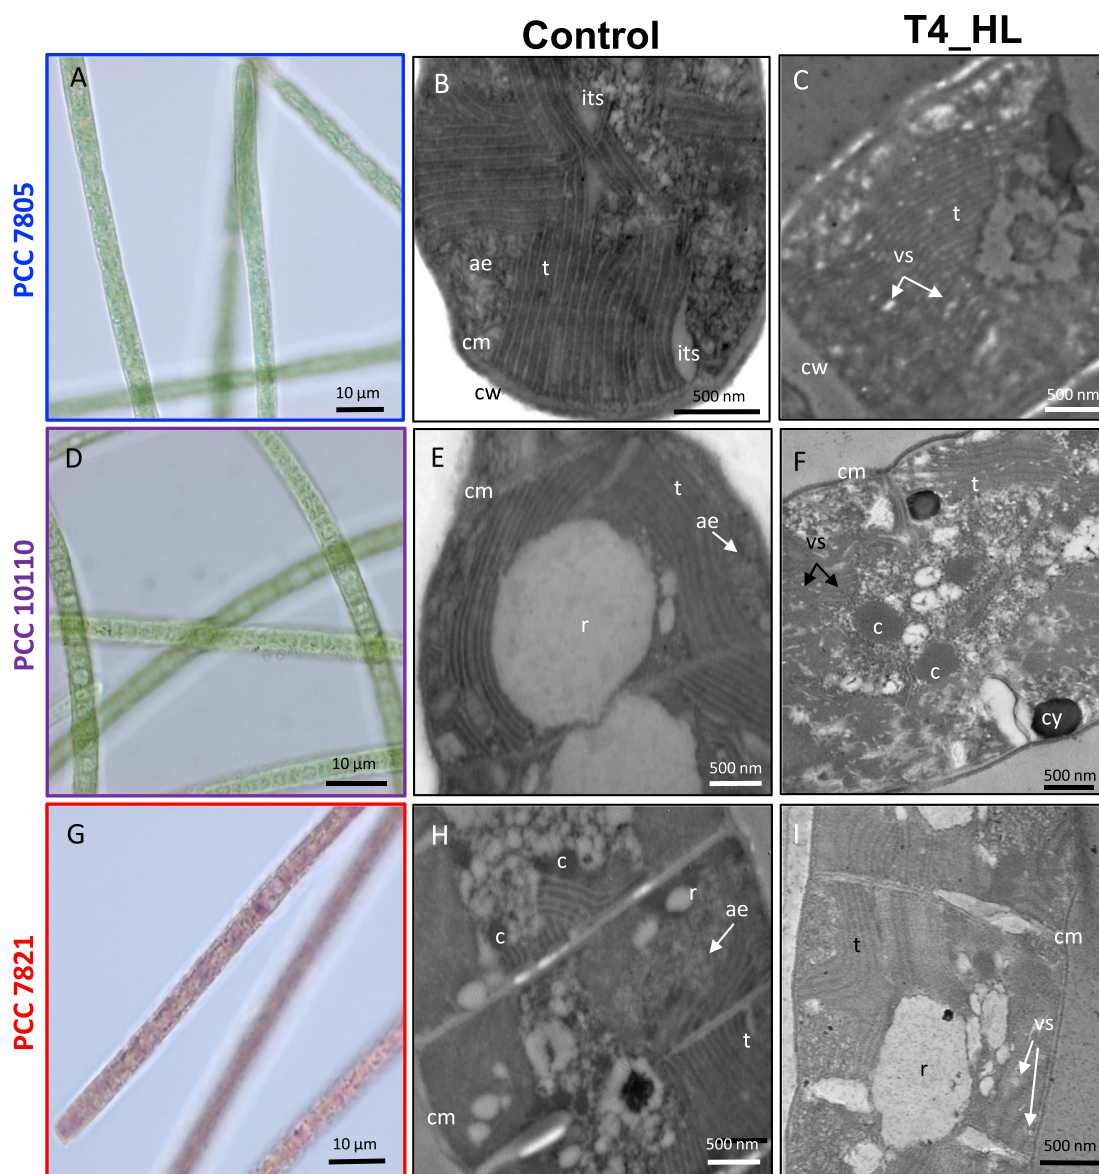 Control
T4_HL
PCC 7805
A
10 µm
B
its
ae
t
cm
its
cw
500 nm
C
t
vs
cw
500 nm
PCC 10110
D
10 µm
E
cm
t
ae
r
500 nm
F
cm
t
vs
c
c
cy
500 nm
PCC 7821
G
10 µm
H
c
r
ae
c
t
cm
500 nm
I
t
cm
vs
r
500 nm